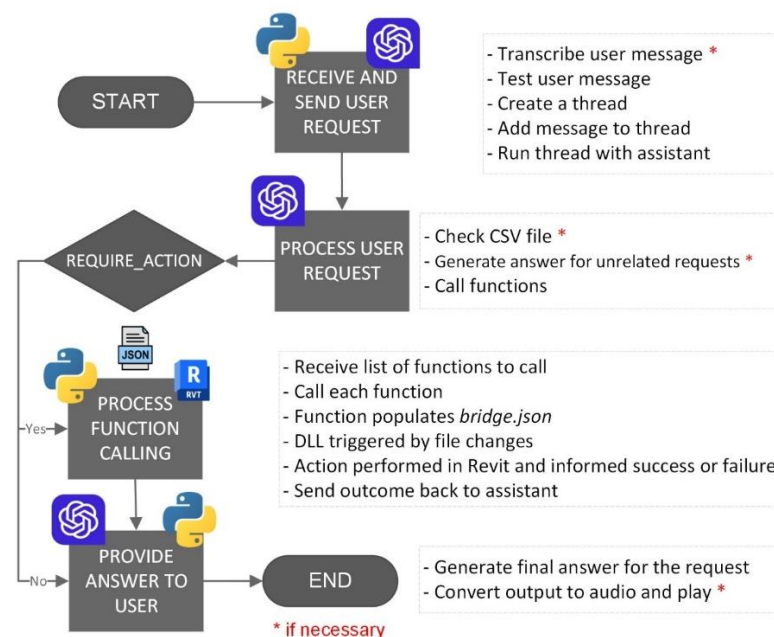 START
RECEIVE AND
SEND USER
REQUEST
- Transcribe user message *
- Test user message
- Create a thread
- Add message to thread
- Run thread with assistant
REQUIRE_ACTION
PROCESS USER
REQUEST
- Check CSV file *
- Generate answer for unrelated requests *
- Call functions
JSON
R
RVT
PROCESS
FUNCTION
CALLING
Yes
- Receive list of functions to call
- Call each function
- Function populates bridge.json
- DLL triggered by file changes
- Action performed in Revit and informed success or failure
- Send outcome back to assistant
No
PROVIDE
ANSWER TO
USER
END
- Generate final answer for the request
- Convert output to audio and play *
* if necessary